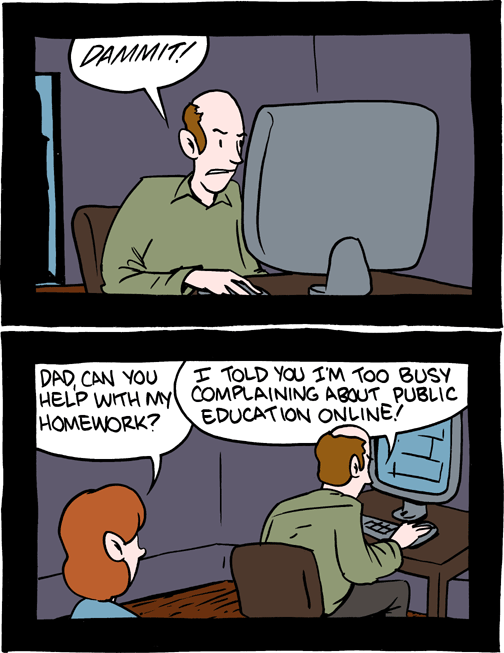 DAMMIT!
DAD, CAN YOU
HELP WITH MY
HOMEWORK?
I TOLD YOU I'M TOO BUSY
COMPLAINING ABOUT PUBLIC
EDUCATION ONLINE!